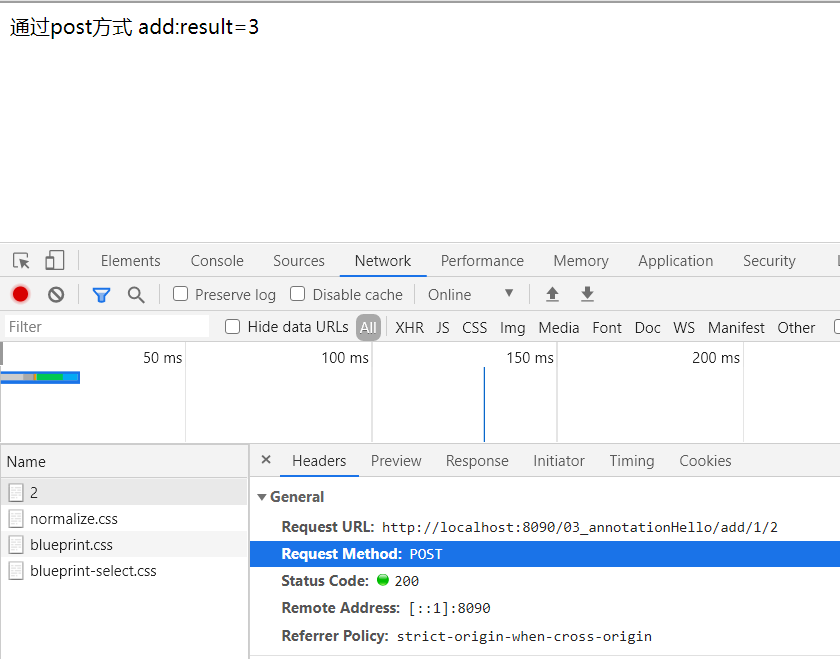 通过post方式 add:result=3
Elements Console Sources Network Performance Memory Application Security
Preserve log Disable cache Online
Filter Hide data URLs All XHR JS CSS Img Media Font Doc WS Manifest Other
50 ms 100 ms 150 ms 200 ms
Name × Headers Preview Response Initiator Timing Cookies
2
normalize.css
blueprint.css
blueprint-select.css
General
Request URL: http://localhost:8090/03_annotationHello/add/1/2
Request Method: POST
Status Code: 200
Remote Address: [::1]:8090
Referrer Policy: strict-origin-when-cross-origin